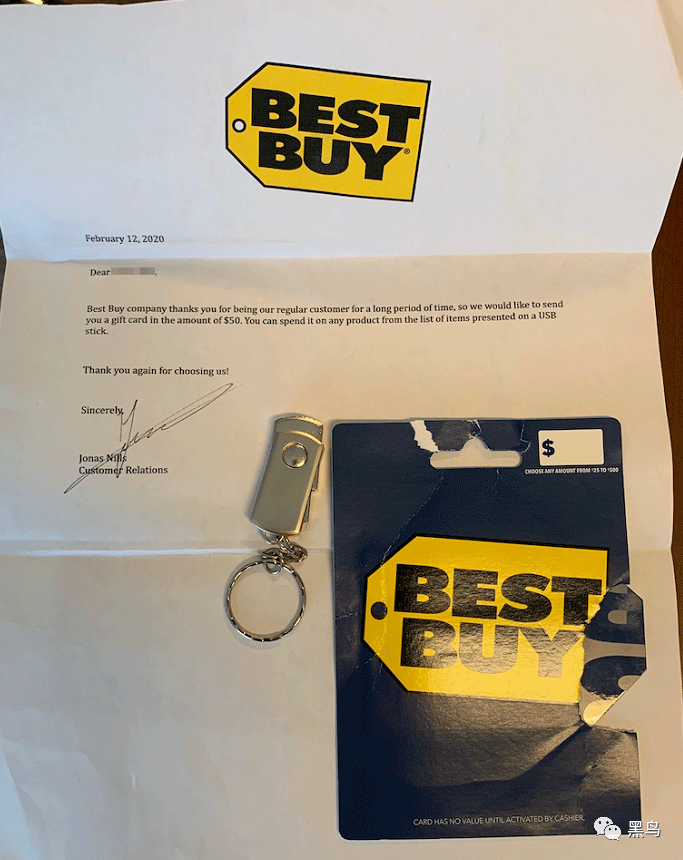 BEST
BUY®
February 12, 2020
Dear
Best Buy company thanks you for being our regular customer for a long period of time, so we would like to send
you a gift card in the amount of $50. You can spend it on any product from the list of items presented on a USB
stick.
Thank you again for choosing us!
Sincerely,
Jonas Nills
Customer Relations
$
CHOOSE ANY AMOUNT FROM $25 TO $500
BEST
BUY
CARD HAS NO VALUE UNTIL ACTIVATED BY CASHIER.
黑鸟